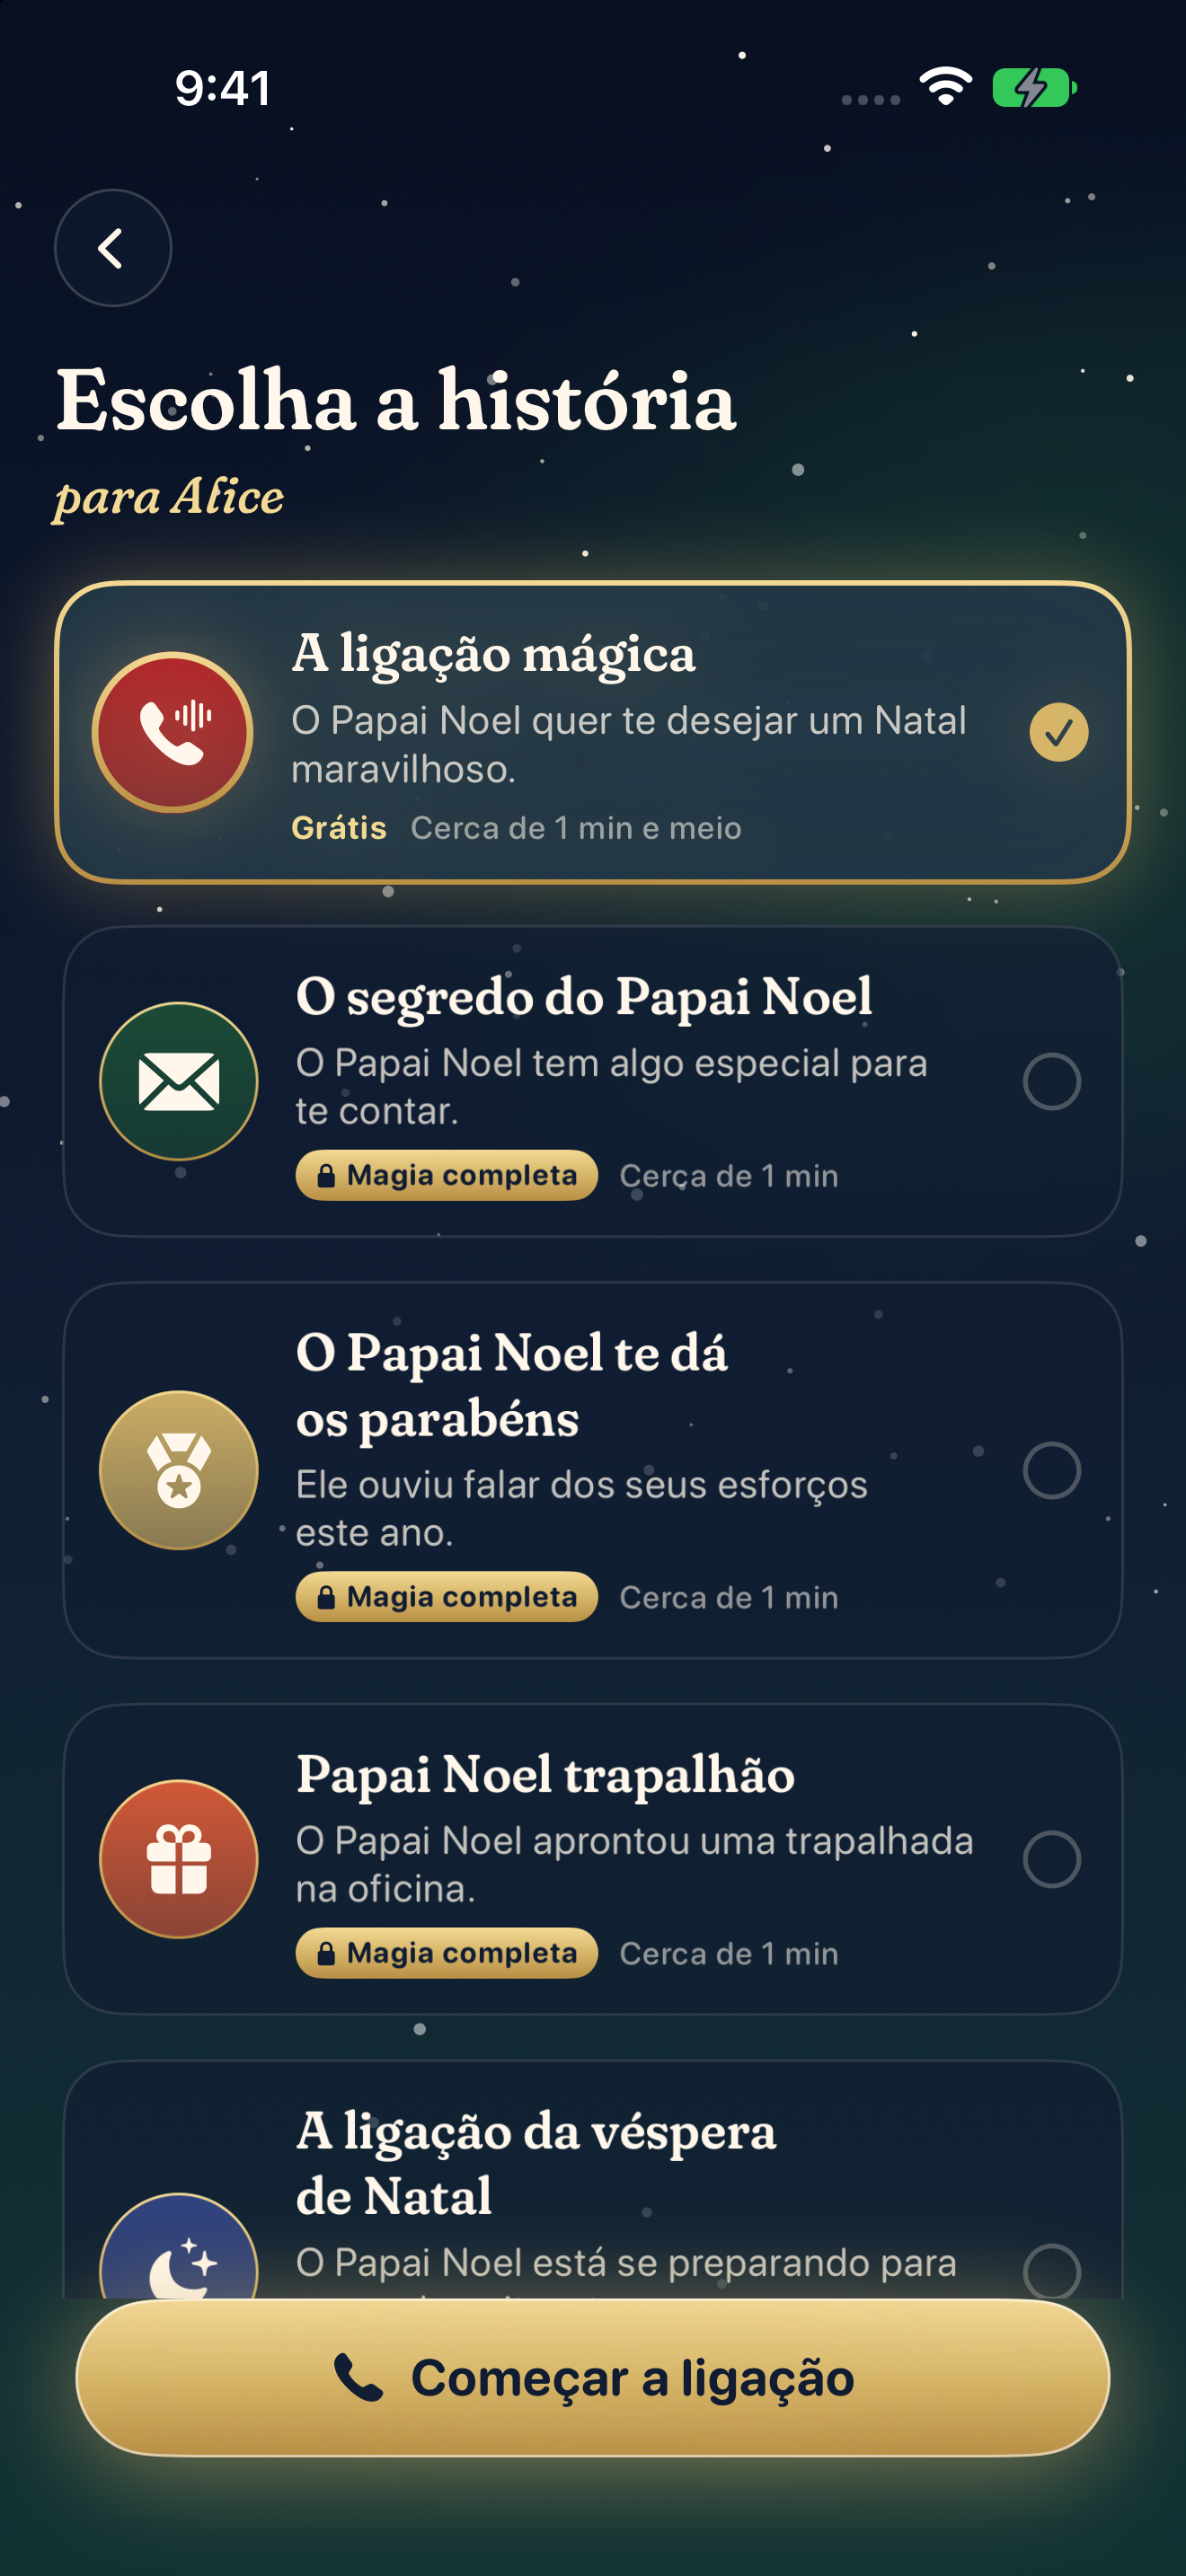 9:41
Escolha a história
para Alice
A ligação mágica
O Papai Noel quer te desejar um Natal
maravilhoso.
Grátis Cerca de 1 min e meio
O segredo do Papai Noel
O Papai Noel tem algo especial para
te contar.
Magia completa Cerca de 1 min
O Papai Noel te dá
os parabéns
Ele ouviu falar dos seus esforços
este ano.
Magia completa Cerca de 1 min
Papai Noel trapalhão
O Papai Noel aprontou uma trapalhada
na oficina.
Magia completa Cerca de 1 min
A ligação da véspera
de Natal
O Papai Noel está se preparando para
Começar a ligação